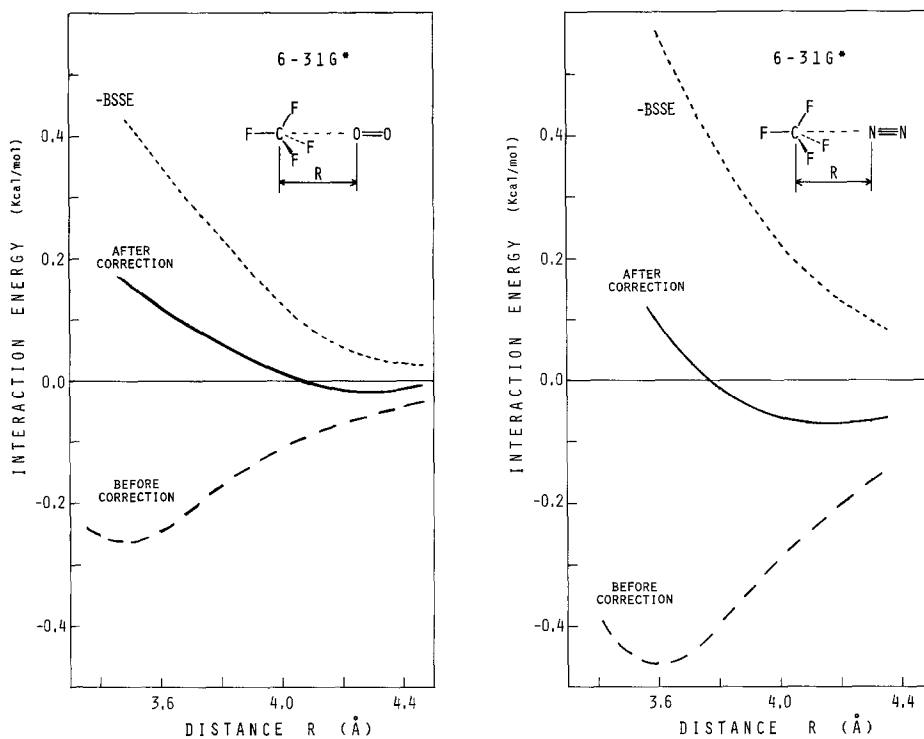 6-31G*
-BSSE
F
F C O=O
F
F
R
AFTER
CORRECTION
BEFORE
CORRECTION
INTERACTION ENERGY (Kcal/mol)
0.4
0.2
0.0
-0.2
-0.4
3.6 4.0 4.4
DISTANCE R (Å)
6-31G*
-BSSE
F
F C N≡N
F
F
R
AFTER
CORRECTION
BEFORE
CORRECTION
INTERACTION ENERGY (Kcal/mol)
0.4
0.2
0.0
-0.2
-0.4
3.6 4.0 4.4
DISTANCE R (Å)